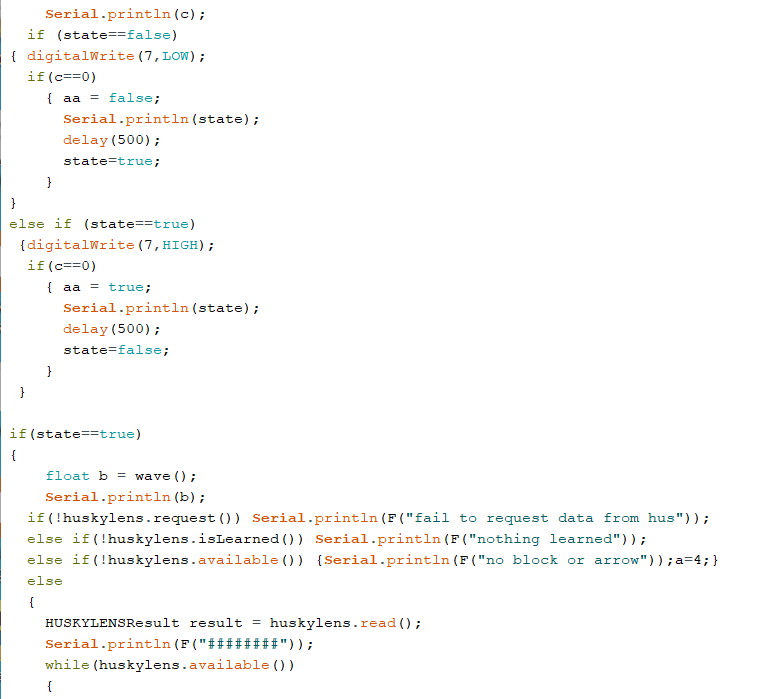 Serial.println(c);
if (state==false)
{ digitalWrite(7,LOW);
if(c==0)
{ aa = false;
Serial.println(state);
delay(500);
state=true;
}
}
else if (state==true)
{digitalWrite(7,HIGH);
if(c==0)
{ aa = true;
Serial.println(state);
delay(500);
state=false;
}
}
if(state==true)
{
float b = wave();
Serial.println(b);
if(!huskylens.request()) Serial.println(F("fail to request data from hus"));
else if(!huskylens.isLearned()) Serial.println(F("nothing learned"));
else if(!huskylens.available()) {Serial.println(F("no block or arrow"));a=4;}
else
{
HUSKYLENSResult result = huskylens.read();
Serial.println(F("########"));
while(huskylens.available())
{